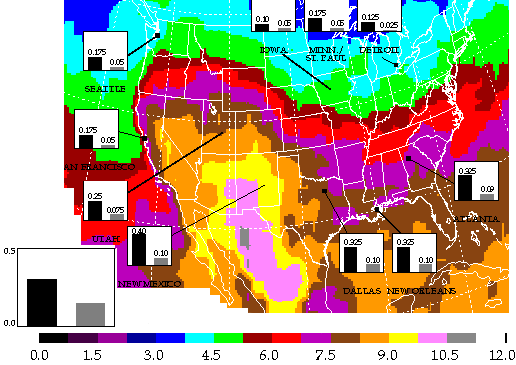 0.10 0.05
0.175 0.05
0.125 0.025
IOWA MINN./ DETROIT
ST. PAUL
0.175 0.05
SEATTLE
0.175 0.05
AN FRANCISCO
0.25 0.075
UTAH
0.325 0.09
ATLANTA
0.40 0.10
NEW MEXICO
0.325 0.10
DALLAS
0.325 0.10
NEW ORLEANS
0.5
0.0
0.0 1.5 3.0 4.5 6.0 7.5 9.0 10.5 12.0